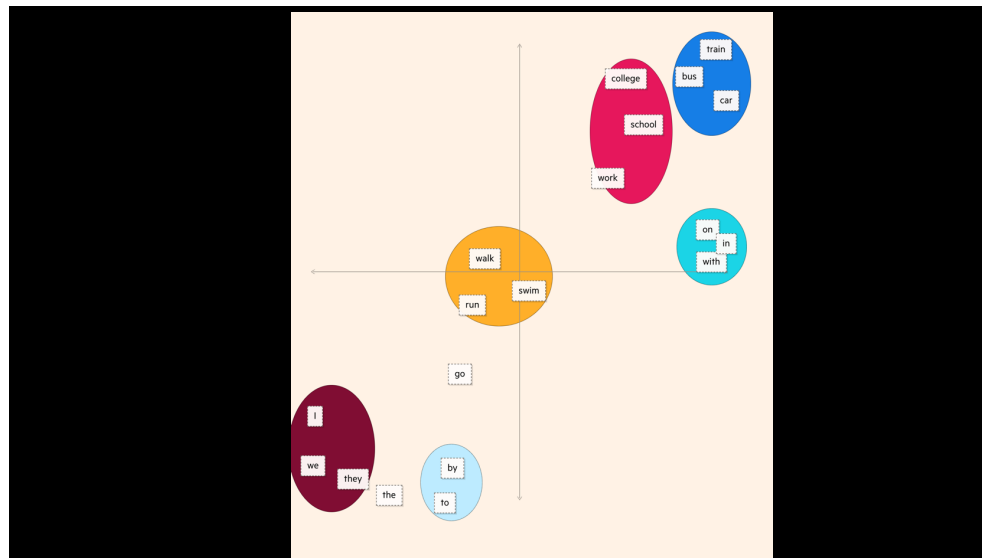 train
bus
college
car
school
work
on
in
with
walk
swim
run
go
I
we
they
by
the
to